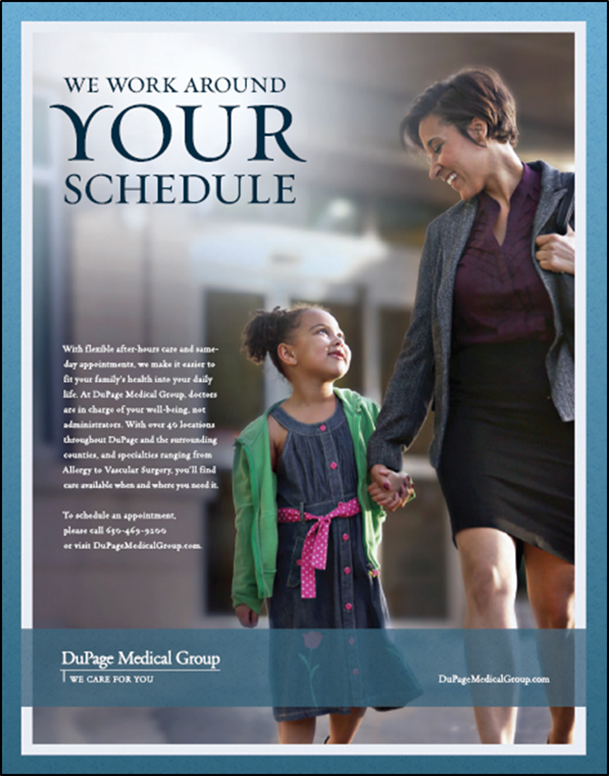 WE WORK AROUND
YOUR
SCHEDULE
With flexible after-hours care and same-
day appointments, we make it easier to
fit your family's health into your daily
life. At DuPage Medical Group, doctors
are in charge of your well-being, not
administrators. With over 40 locations
throughout DuPage and the surrounding
counties, and specialties ranging from
Allergy to Vascular Surgery, you'll find
care available when and where you need it.
To schedule an appointment,
please call 630-469-9200
or visit DuPageMedicalGroup.com.
DuPage Medical Group
WE CARE FOR YOU
DuPageMedicalGroup.com